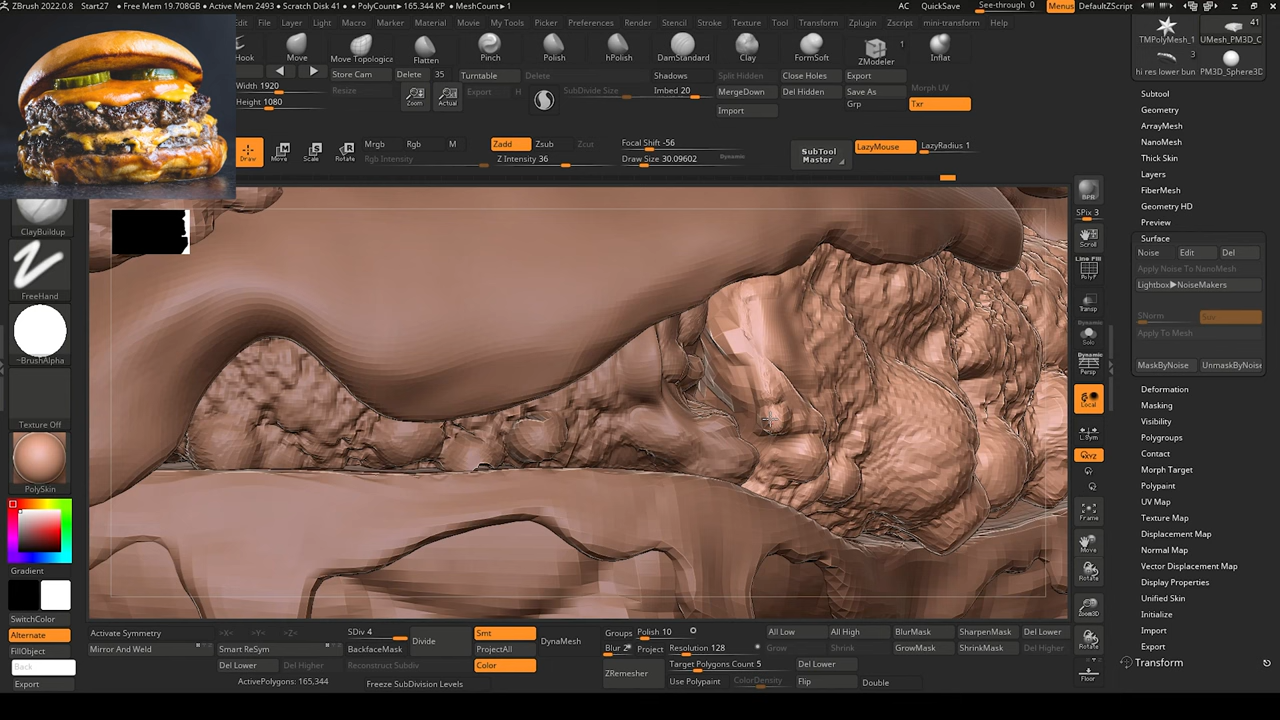 ZBrush 2022.0.8 Start27 • Free Mem 19.708GB • Active Mem 2493 • Scratch Disk 41 • PolyCount▸165.344 KP • MeshCount▸1 AC QuickSave See-through 0 Menus DefaultZScript
Edit File Layer Light Macro Marker Material Movie My Tools Picker Preferences Render Stencil Stroke Texture Tool Transform Zplugin Zscript mini-transform Help
Hook Move Move Topological Flatten Pinch Polish hPolish DamStandard Clay FormSoft ZModeler 1 Inflat
Store Cam Delete 35 Turntable Delete Shadows Split Hidden Close Holes Export
Width 1920 Resize Zoom Actual Export H SubDivide Size Imbed 20 MergeDown Del Hidden Save As Morph UV
Height 1080 Import Grp Txr
Draw Move Scale Rotate Mrgb Rgb M Zadd Zsub Zcut Focal Shift -56 SubTool Master LazyMouse LazyRadius 1
Rgb Intensity Z Intensity 36 Draw Size 30.09602 Dynamic
TMPolyMesh_1 41 UMesh_PM3D_C
3 hi res lower bun PM3D_Sphere3D
ClayBuildup
FreeHand
~BrushAlpha
Texture Off
PolySkin
Gradient
SwitchColor
Alternate
FillObject
Back
Export
BPR
SPix 3
Scroll
Line Fill
PolyF
Transp
Dynamic
Solo
Dynamic
Persp
Local
L.Sym
XYZ
Frame
Move
Rotate
Zoom3D
Rotate
Floor
Subtool
Geometry
ArrayMesh
NanoMesh
Thick Skin
Layers
FiberMesh
Geometry HD
Preview
Surface
Noise Edit Del
Apply Noise To NanoMesh
Lightbox▶NoiseMakers
SNorm Suv
Apply To Mesh
MaskByNoise UnmaskByNoise
Deformation
Masking
Visibility
Polygroups
Contact
Morph Target
Polypaint
UV Map
Texture Map
Displacement Map
Normal Map
Vector Displacement Map
Display Properties
Unified Skin
Initialize
Import
Export
Transform
Activate Symmetry >X< >Y< >Z< SDiv 4 Divide Smt DynaMesh Groups Polish 10 All Low All High BlurMask SharpenMask Del Lower
Mirror And Weld Smart ReSym BackfaceMask ProjectAll Blur 2 Resolution 128 Grow Shrink GrowMask ShrinkMask Del Higher
Del Lower Del Higher Reconstruct Subdiv Color ZRemesher Target Polygons Count 5 Del Lower
ActivePolygons: 165,344 Freeze SubDivision Levels Use Polypaint ColorDensity Flip Double